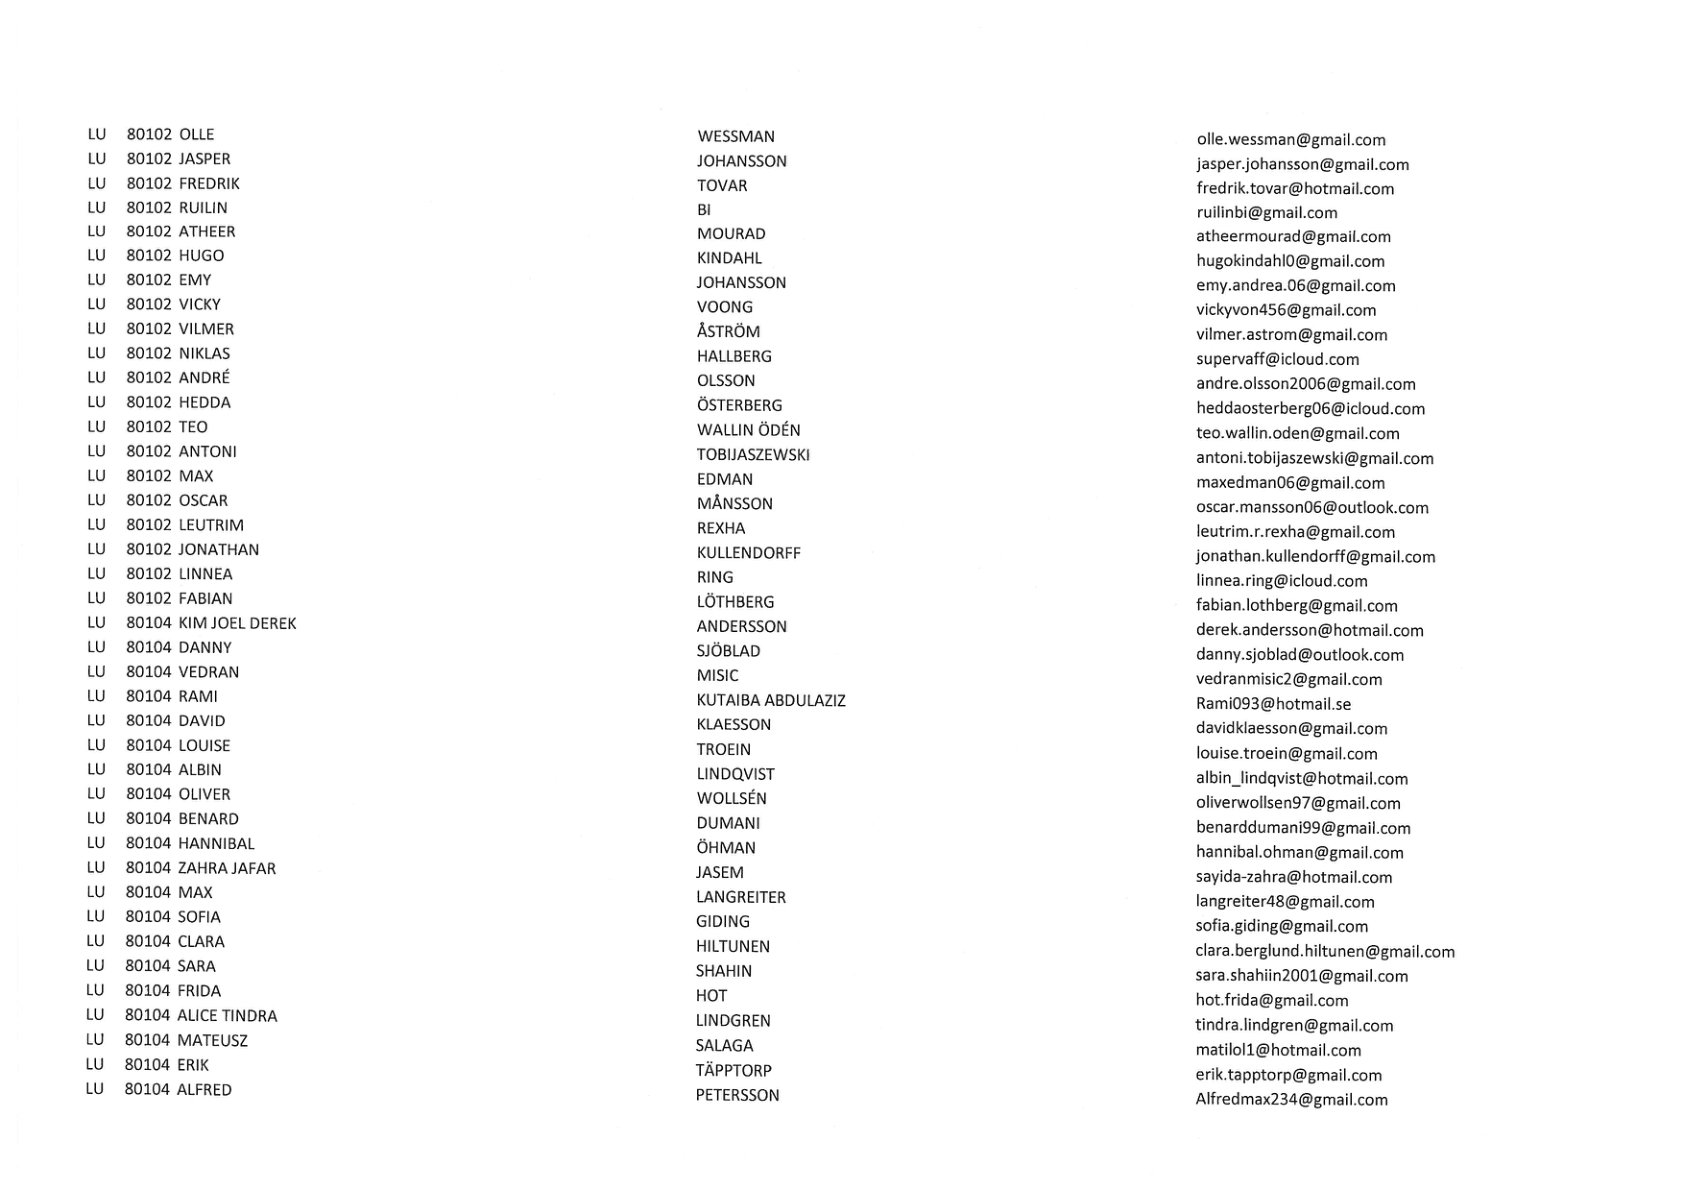 LU 80102 OLLE WESSMAN olle.wessman@gmail.com
LU 80102 JASPER JOHANSSON jasper.johansson@gmail.com
LU 80102 FREDRIK TOVAR fredrik.tovar@hotmail.com
LU 80102 RUILIN BI ruilinbi@gmail.com
LU 80102 ATHEER MOURAD atheermourad@gmail.com
LU 80102 HUGO KINDAHL hugokindahl0@gmail.com
LU 80102 EMY JOHANSSON emy.andrea.06@gmail.com
LU 80102 VICKY VOONG vickyvon456@gmail.com
LU 80102 VILMER ÅSTRÖM vilmer.astrom@gmail.com
LU 80102 NIKLAS HALLBERG supervaff@icloud.com
LU 80102 ANDRÉ OLSSON andre.olsson2006@gmail.com
LU 80102 HEDDA ÖSTERBERG heddaosterberg06@icloud.com
LU 80102 TEO WALLIN ÖDÉN teo.wallin.oden@gmail.com
LU 80102 ANTONI TOBIJASZEWSKI antoni.tobijaszewski@gmail.com
LU 80102 MAX EDMAN maxedman06@gmail.com
LU 80102 OSCAR MÅNSSON oscar.mansson06@outlook.com
LU 80102 LEUTRIM REXHA leutrim.r.rexha@gmail.com
LU 80102 JONATHAN KULLENDORFF jonathan.kullendorff@gmail.com
LU 80102 LINNEA RING linnea.ring@icloud.com
LU 80102 FABIAN LÖTHBERG fabian.lothberg@gmail.com
LU 80104 KIM JOEL DEREK ANDERSSON derek.andersson@hotmail.com
LU 80104 DANNY SJÖBLAD danny.sjoblad@outlook.com
LU 80104 VEDRAN MISIC vedranmisic2@gmail.com
LU 80104 RAMI KUTAIBA ABDULAZIZ Rami093@hotmail.se
LU 80104 DAVID KLAESSON davidklaesson@gmail.com
LU 80104 LOUISE TROEIN louise.troein@gmail.com
LU 80104 ALBIN LINDQVIST albin_lindqvist@hotmail.com
LU 80104 OLIVER WOLLSÉN oliverwollsen97@gmail.com
LU 80104 BENARD DUMANI benarddumani99@gmail.com
LU 80104 HANNIBAL ÖHMAN hannibal.ohman@gmail.com
LU 80104 ZAHRA JAFAR JASEM sayida-zahra@hotmail.com
LU 80104 MAX LANGREITER langreiter48@gmail.com
LU 80104 SOFIA GIDING sofia.giding@gmail.com
LU 80104 CLARA HILTUNEN clara.berglund.hiltunen@gmail.com
LU 80104 SARA SHAHIN sara.shahiin2001@gmail.com
LU 80104 FRIDA HOT hot.frida@gmail.com
LU 80104 ALICE TINDRA LINDGREN tindra.lindgren@gmail.com
LU 80104 MATEUSZ SALAGA matilol1@hotmail.com
LU 80104 ERIK TÄPPTORP erik.tapptorp@gmail.com
LU 80104 ALFRED PETERSSON Alfredmax234@gmail.com